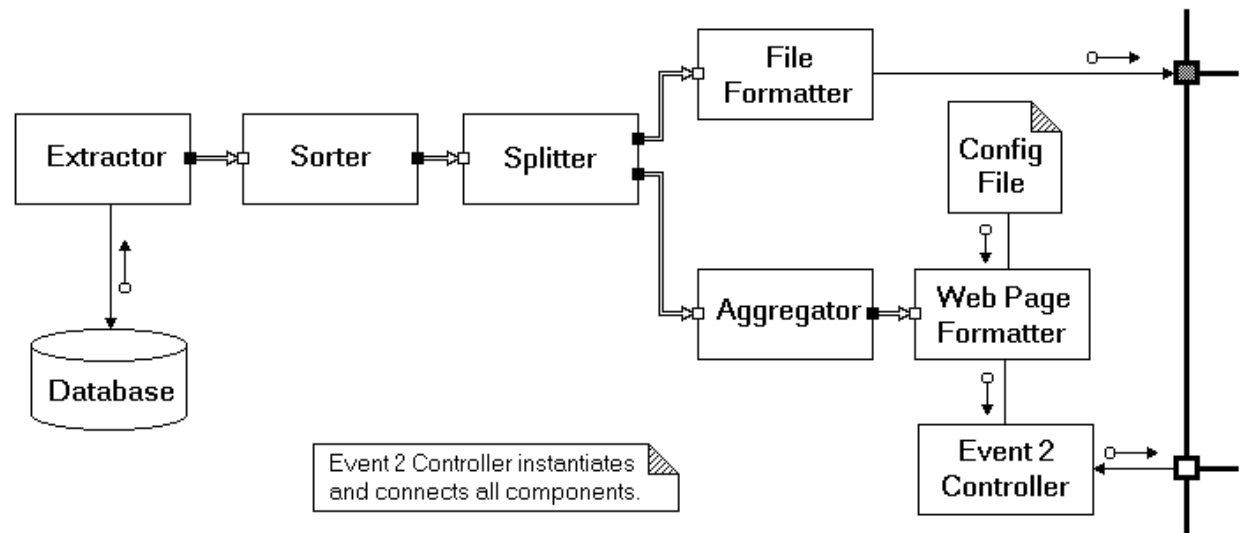 File
Formatter
Extractor
Sorter
Splitter
Config
File
Aggregator
Web Page
Formatter
Database
Event 2 Controller instantiates
and connects all components.
Event 2
Controller